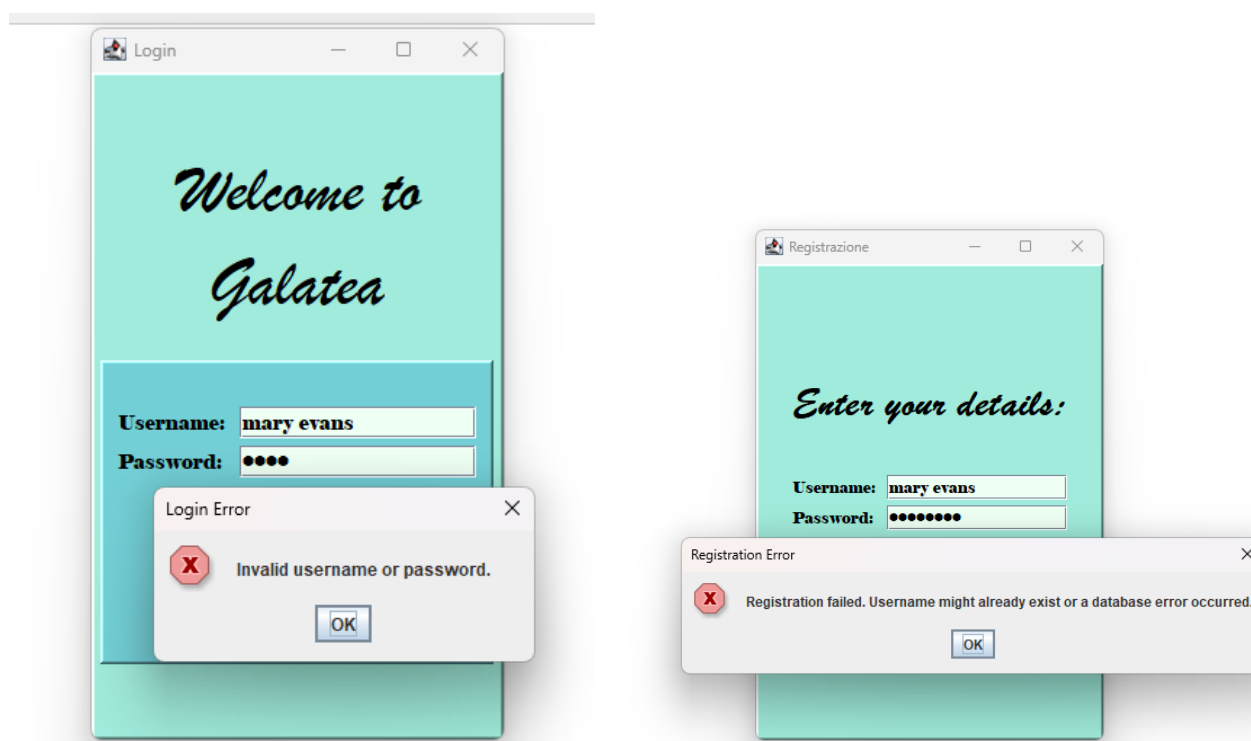 Login
Welcome to
Galatea
Username: mary evans
Password: ●●●●
Login Error
Invalid username or password.
OK
Registrazione
Enter your details:
Username: mary evans
Password: ●●●●●●●●
Registration Error
Registration failed. Username might already exist or a database error occurred.
OK